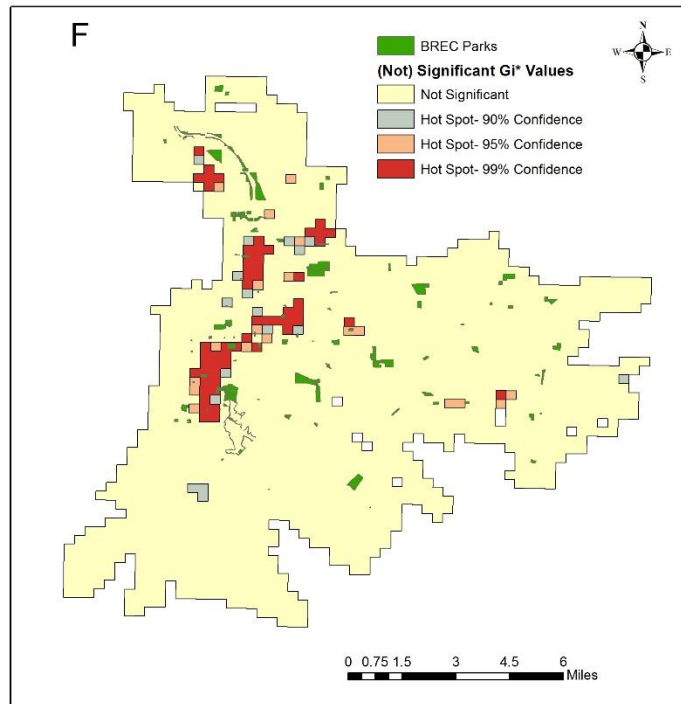 F
BREC Parks
(Not) Significant Gi* Values
Not Significant
Hot Spot- 90% Confidence
Hot Spot- 95% Confidence
Hot Spot- 99% Confidence
N
W E
S
0 0.75 1.5 3 4.5 6
Miles